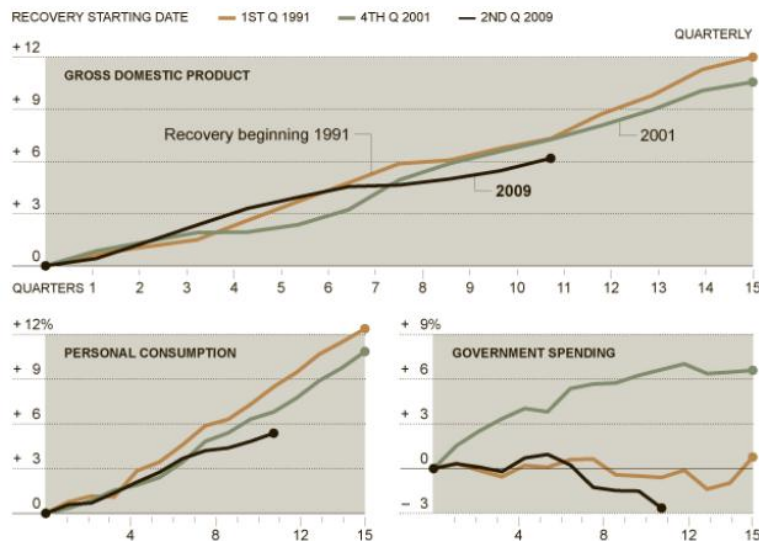 RECOVERY STARTING DATE 1ST Q 1991 4TH Q 2001 2ND Q 2009
QUARTERLY
+ 12
GROSS DOMESTIC PRODUCT
+ 9
Recovery beginning 1991
2001
+ 6
2009
+ 3
0
QUARTERS 1 2 3 4 5 6 7 8 9 10 11 12 13 14 15
+ 12%
PERSONAL CONSUMPTION
+ 9
+ 6
+ 3
0
4 8 12 15
+ 9%
GOVERNMENT SPENDING
+ 6
+ 3
0
– 3
4 8 12 15